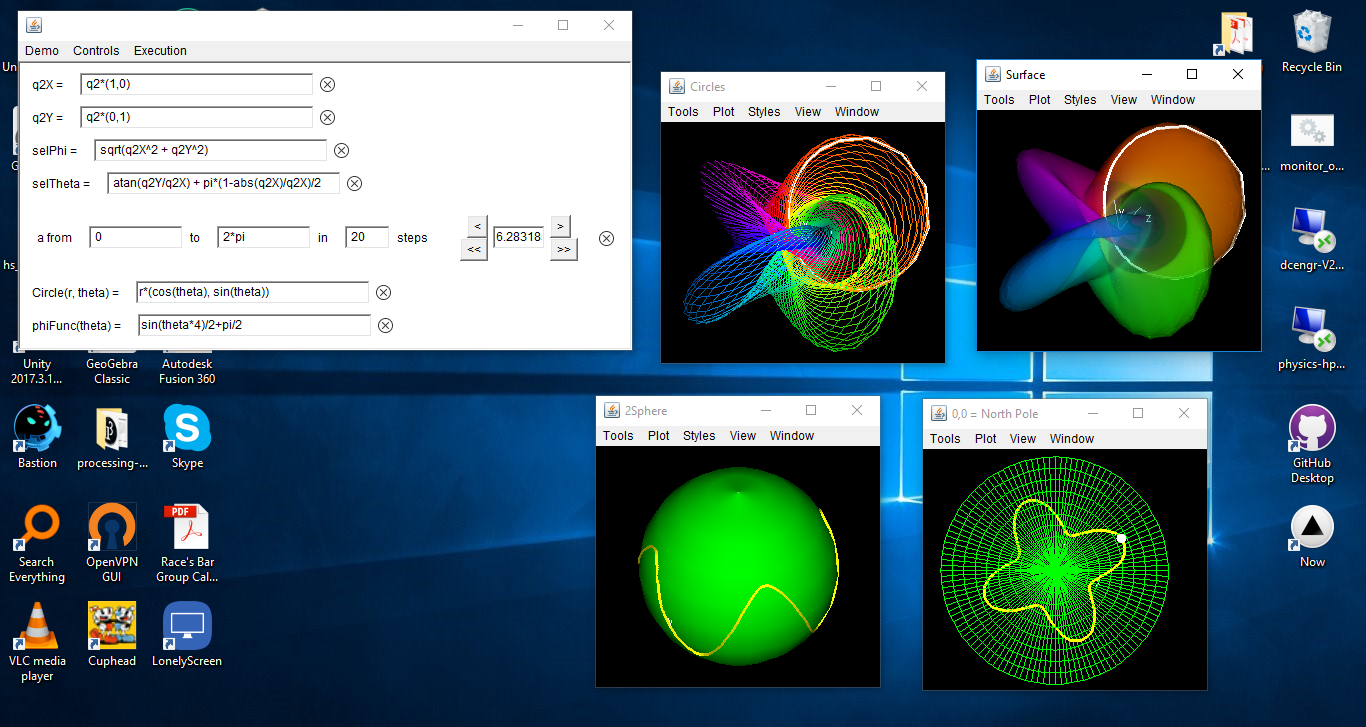 Demo Controls Execution
q2X = q2*(1,0)
q2Y = q2*(0,1)
selPhi = sqrt(q2X^2 + q2Y^2)
selTheta = atan(q2Y/q2X) + pi*(1-abs(q2X)/q2X)/2
a from 0 to 2*pi in 20 steps < 6.28318 > << >>
Circle(r, theta) = r*(cos(theta), sin(theta))
phiFunc(theta) = sin(theta*4)/2+pi/2
Circles
Tools Plot Styles View Window
Surface
Tools Plot Styles View Window
z
2Sphere
Tools Plot Styles View Window
0,0 = North Pole
Tools Plot View Window
Un
hs_
Unity
2017.3.1...
GeoGebra
Classic
Autodesk
Fusion 360
Bastion
processing-...
Skype
Search
Everything
OpenVPN
GUI
PDF
Race's Bar
Group Cal...
VLC media
player
Cuphead
LonelyScreen
Recycle Bin
monitor_o...
dcengr-V2...
physics-hp...
GitHub
Desktop
Now